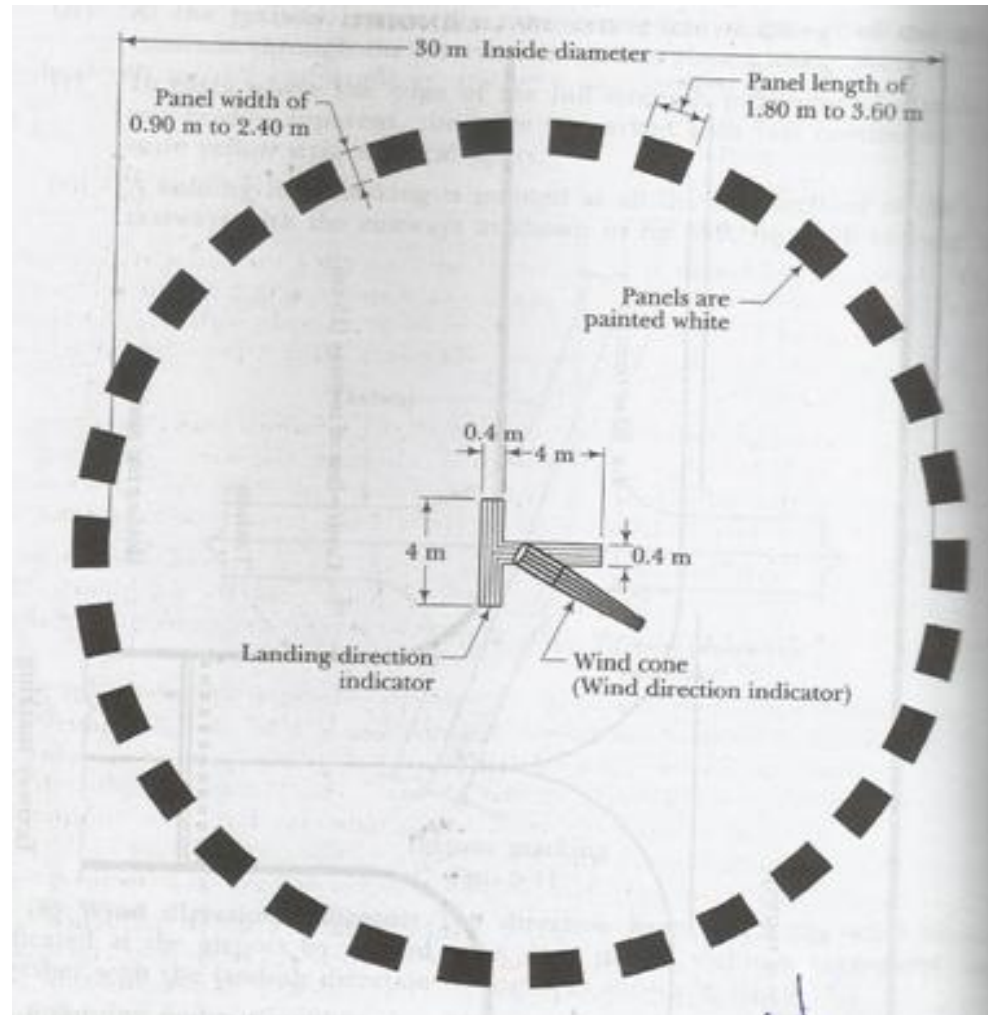 30 m Inside diameter
Panel width of
0.90 m to 2.40 m
Panel length of
1.80 m to 3.60 m
Panels are
painted white
0.4 m
4 m
4 m
0.4 m
Landing direction
indicator
Wind cone
(Wind direction indicator)